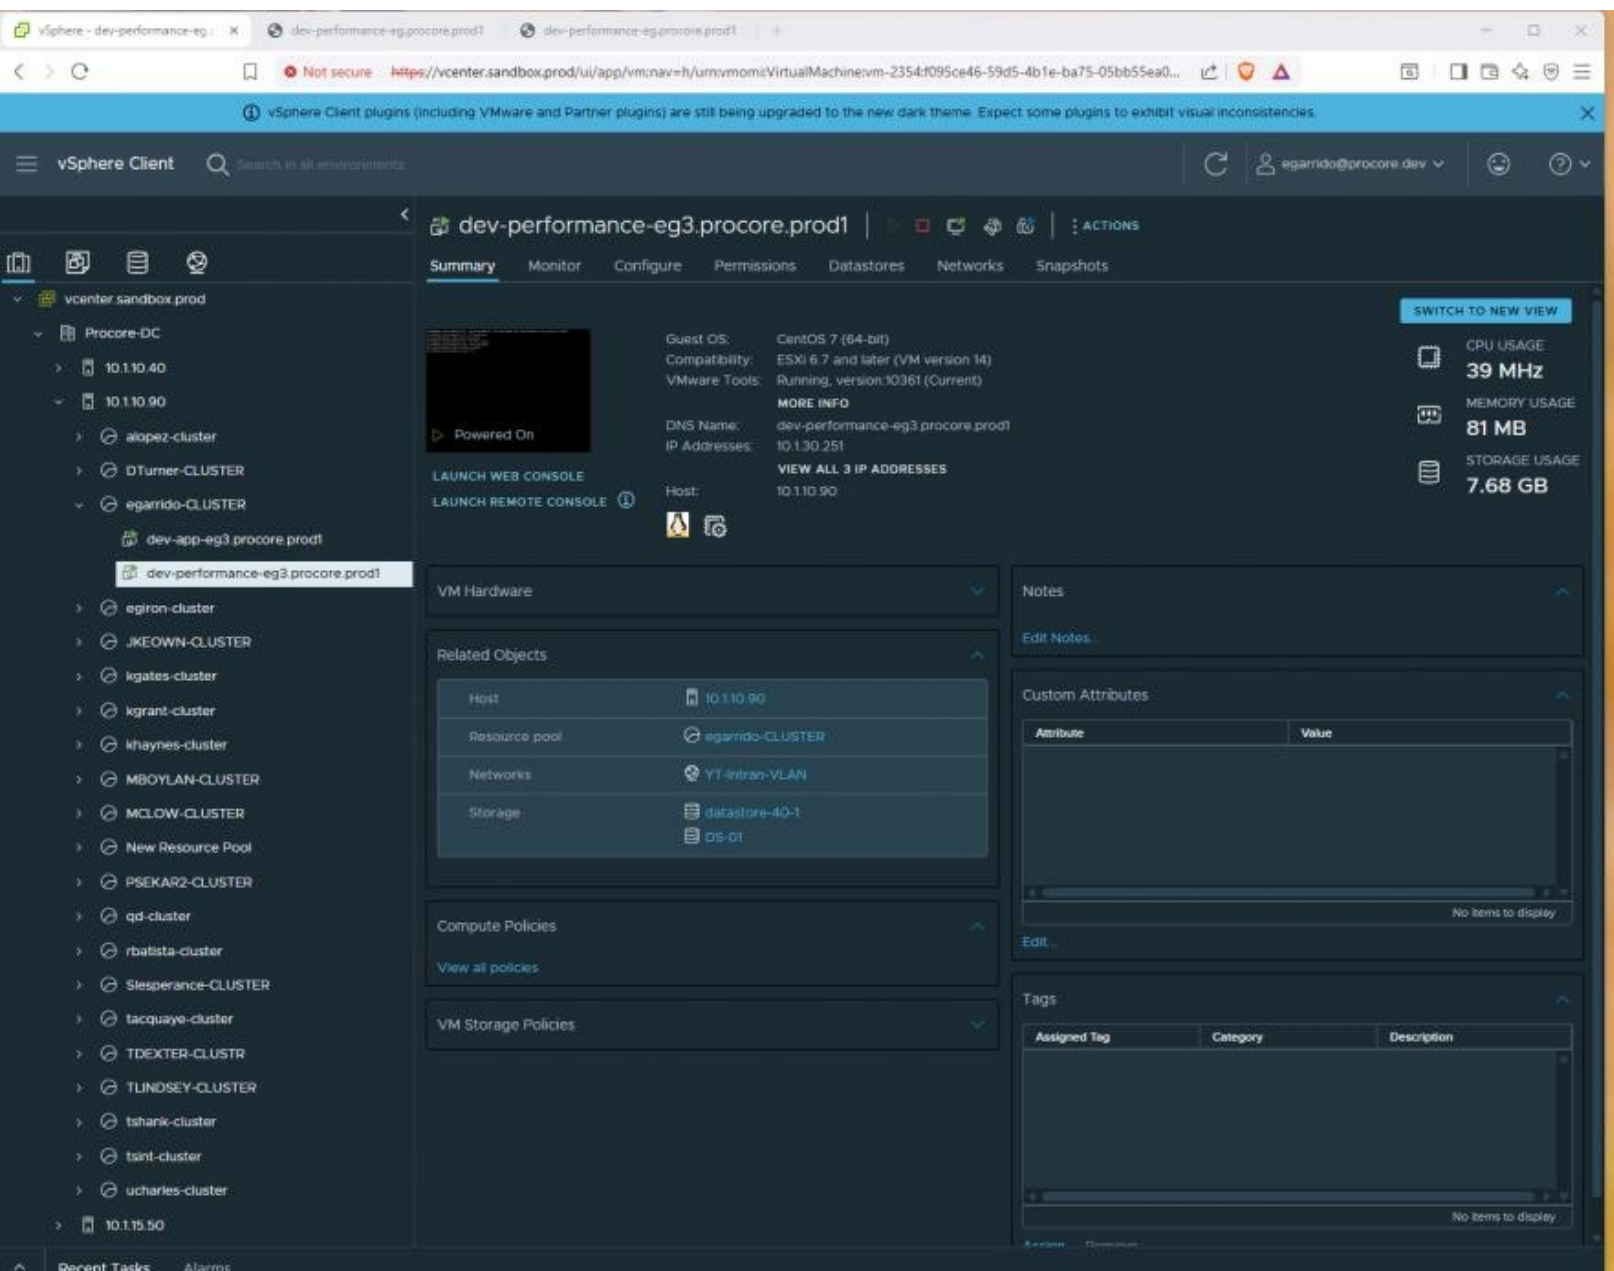 vSphere - dev-performance-eg
dev-performance-eg.procore.prod1
dev-performance-eg.procore.prod1
Not secure https://vcenter.sandbox.prod/ui/app/vm;nav=h/urn:vmomi:VirtualMachine:vm-2354:f095ce46-59d5-4b1e-ba75-05bb55ea0...
vSphere Client plugins (including VMware and Partner plugins) are still being upgraded to the new dark theme. Expect some plugins to exhibit visual inconsistencies.
vSphere Client
Search in all environments
egarrido@procore.dev
dev-performance-eg3.procore.prod1
ACTIONS
Summary Monitor Configure Permissions Datastores Networks Snapshots
vcenter.sandbox.prod
Procore-DC
10.1.10.40
10.1.10.90
alopez-cluster
DTurner-CLUSTER
egarrido-CLUSTER
dev-app-eg3.procore.prod1
dev-performance-eg3.procore.prod1
egiron-cluster
JKEOWN-CLUSTER
kgates-cluster
kgrant-cluster
khaynes-cluster
MBOYLAN-CLUSTER
MCLOW-CLUSTER
New Resource Pool
PSEKAR2-CLUSTER
qd-cluster
rbatista-cluster
Slesperance-CLUSTER
tacquaye-cluster
TDEXTER-CLUSTR
TLINDSEY-CLUSTER
tshank-cluster
tsint-cluster
ucharles-cluster
10.1.15.50
Powered On
LAUNCH WEB CONSOLE
LAUNCH REMOTE CONSOLE
Guest OS: CentOS 7 (64-bit)
Compatibility: ESXi 6.7 and later (VM version 14)
VMware Tools: Running, version:10361 (Current)
MORE INFO
DNS Name: dev-performance-eg3.procore.prod1
IP Addresses: 10.1.30.251
VIEW ALL 3 IP ADDRESSES
Host: 10.1.10.90
SWITCH TO NEW VIEW
CPU USAGE
39 MHz
MEMORY USAGE
81 MB
STORAGE USAGE
7.68 GB
VM Hardware
Related Objects
Host 10.1.10.90
Resource pool egarrido-CLUSTER
Networks YT-Intran-VLAN
Storage datastore-40-1
DS-01
Compute Policies
View all policies
VM Storage Policies
Notes
Edit Notes...
Custom Attributes
Attribute Value
No items to display
Edit...
Tags
Assigned Tag Category Description
No items to display
Assign Remove
Recent Tasks Alarms